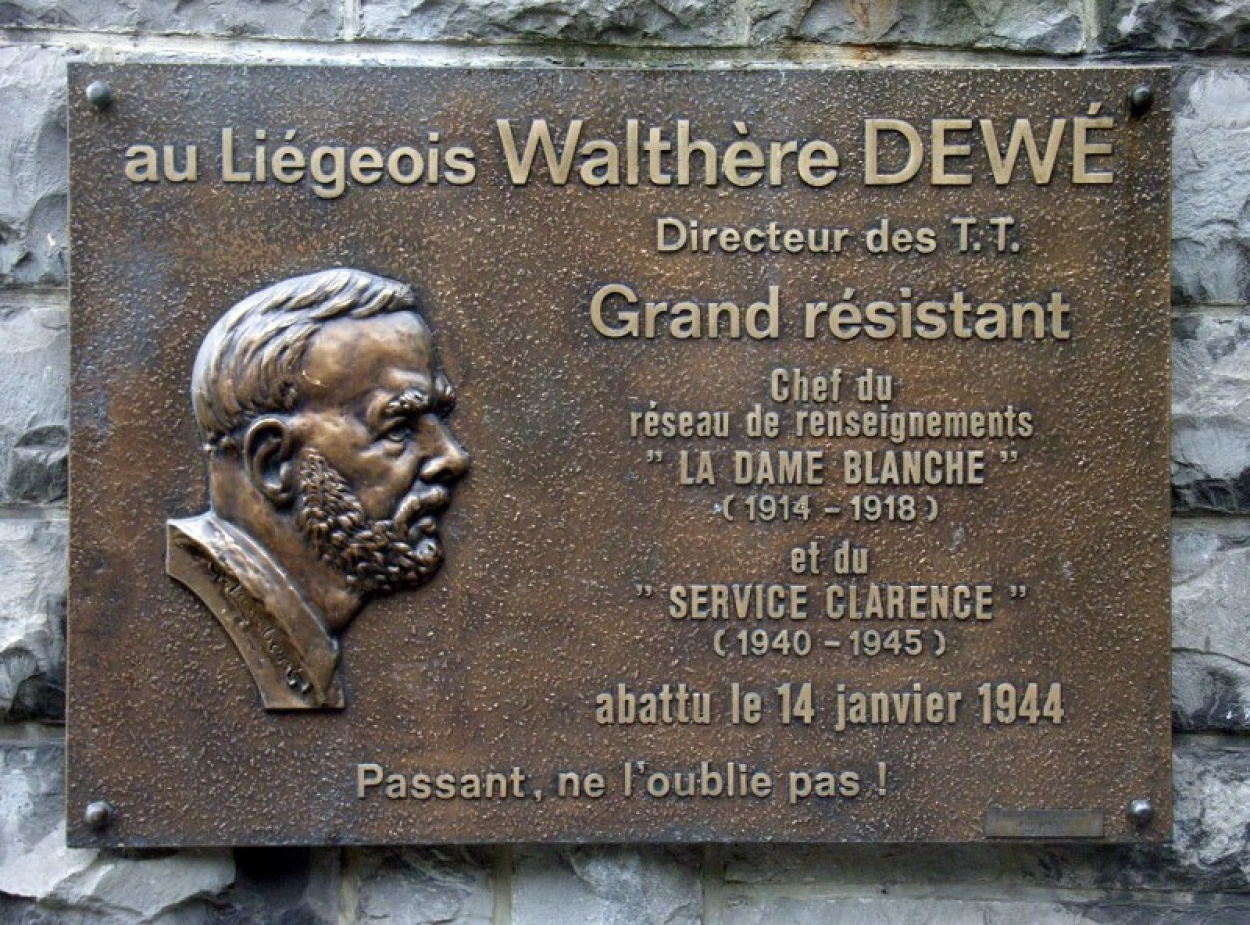 au Liégeois Walthère DEWÉ
Directeur des T.T.
Grand résistant
Chef du
réseau de renseignements
" LA DAME BLANCHE "
( 1914 - 1918 )
et du
" SERVICE CLARENCE "
( 1940 - 1945 )
abattu le 14 janvier 1944
Passant, ne l'oublie pas !